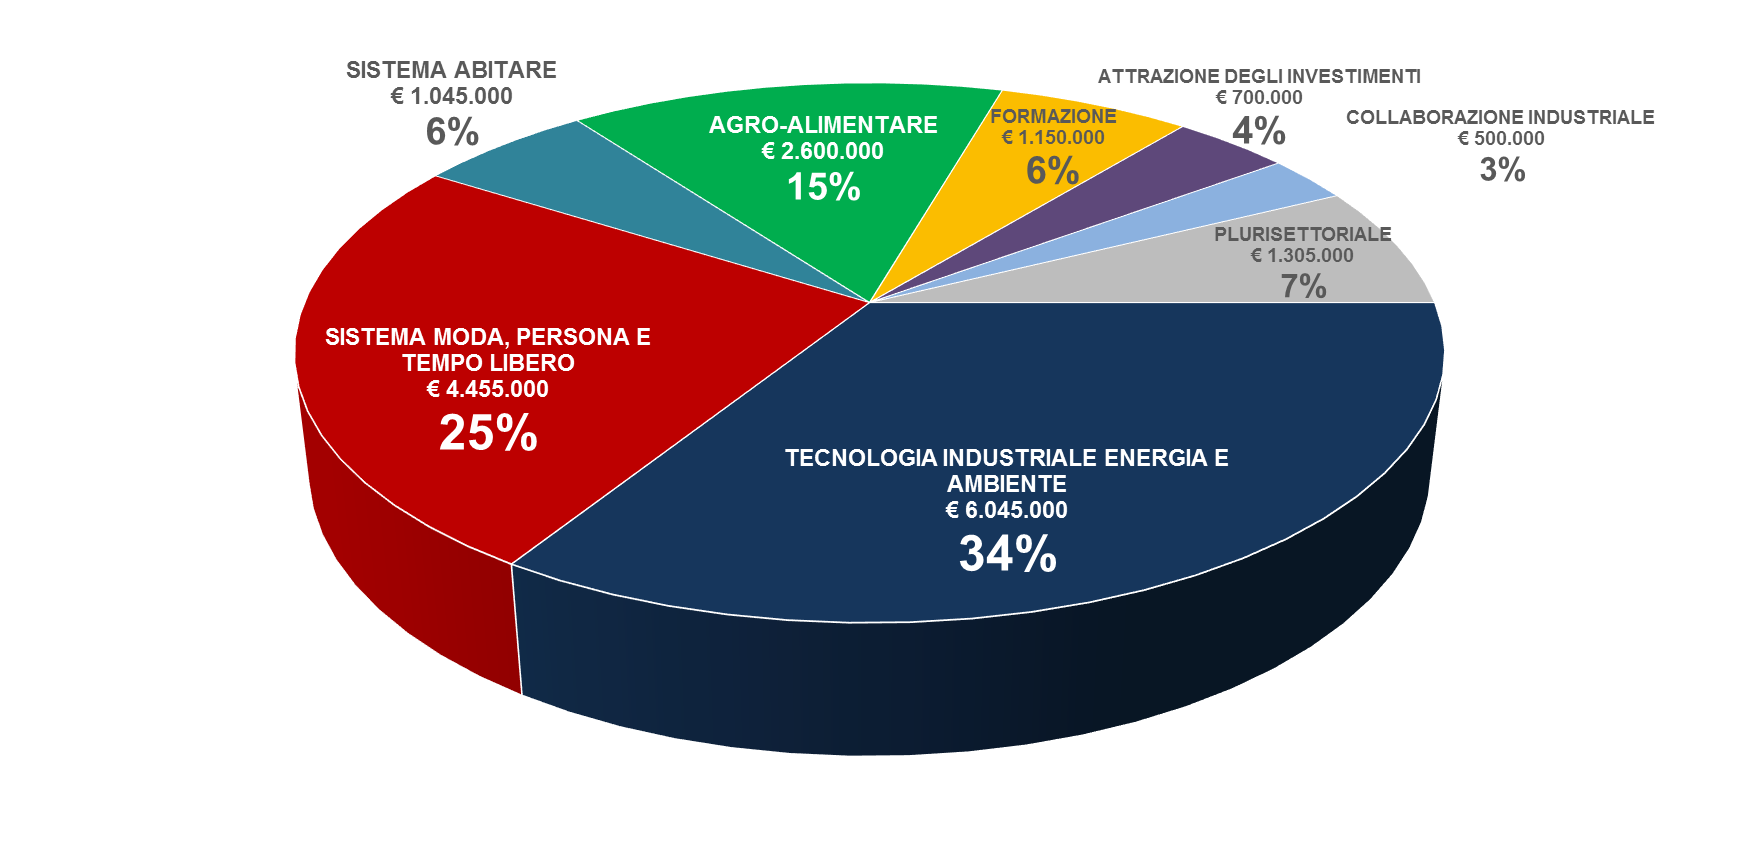 SISTEMA ABITARE
€ 1.045.000
6%
AGRO-ALIMENTARE
€ 2.600.000
15%
FORMAZIONE
€ 1.150.000
6%
ATTRAZIONE DEGLI INVESTIMENTI
€ 700.000
4%
COLLABORAZIONE INDUSTRIALE
€ 500.000
3%
PLURISETTORIALE
€ 1.305.000
7%
SISTEMA MODA, PERSONA E
TEMPO LIBERO
€ 4.455.000
25%
TECNOLOGIA INDUSTRIALE ENERGIA E
AMBIENTE
€ 6.045.000
34%